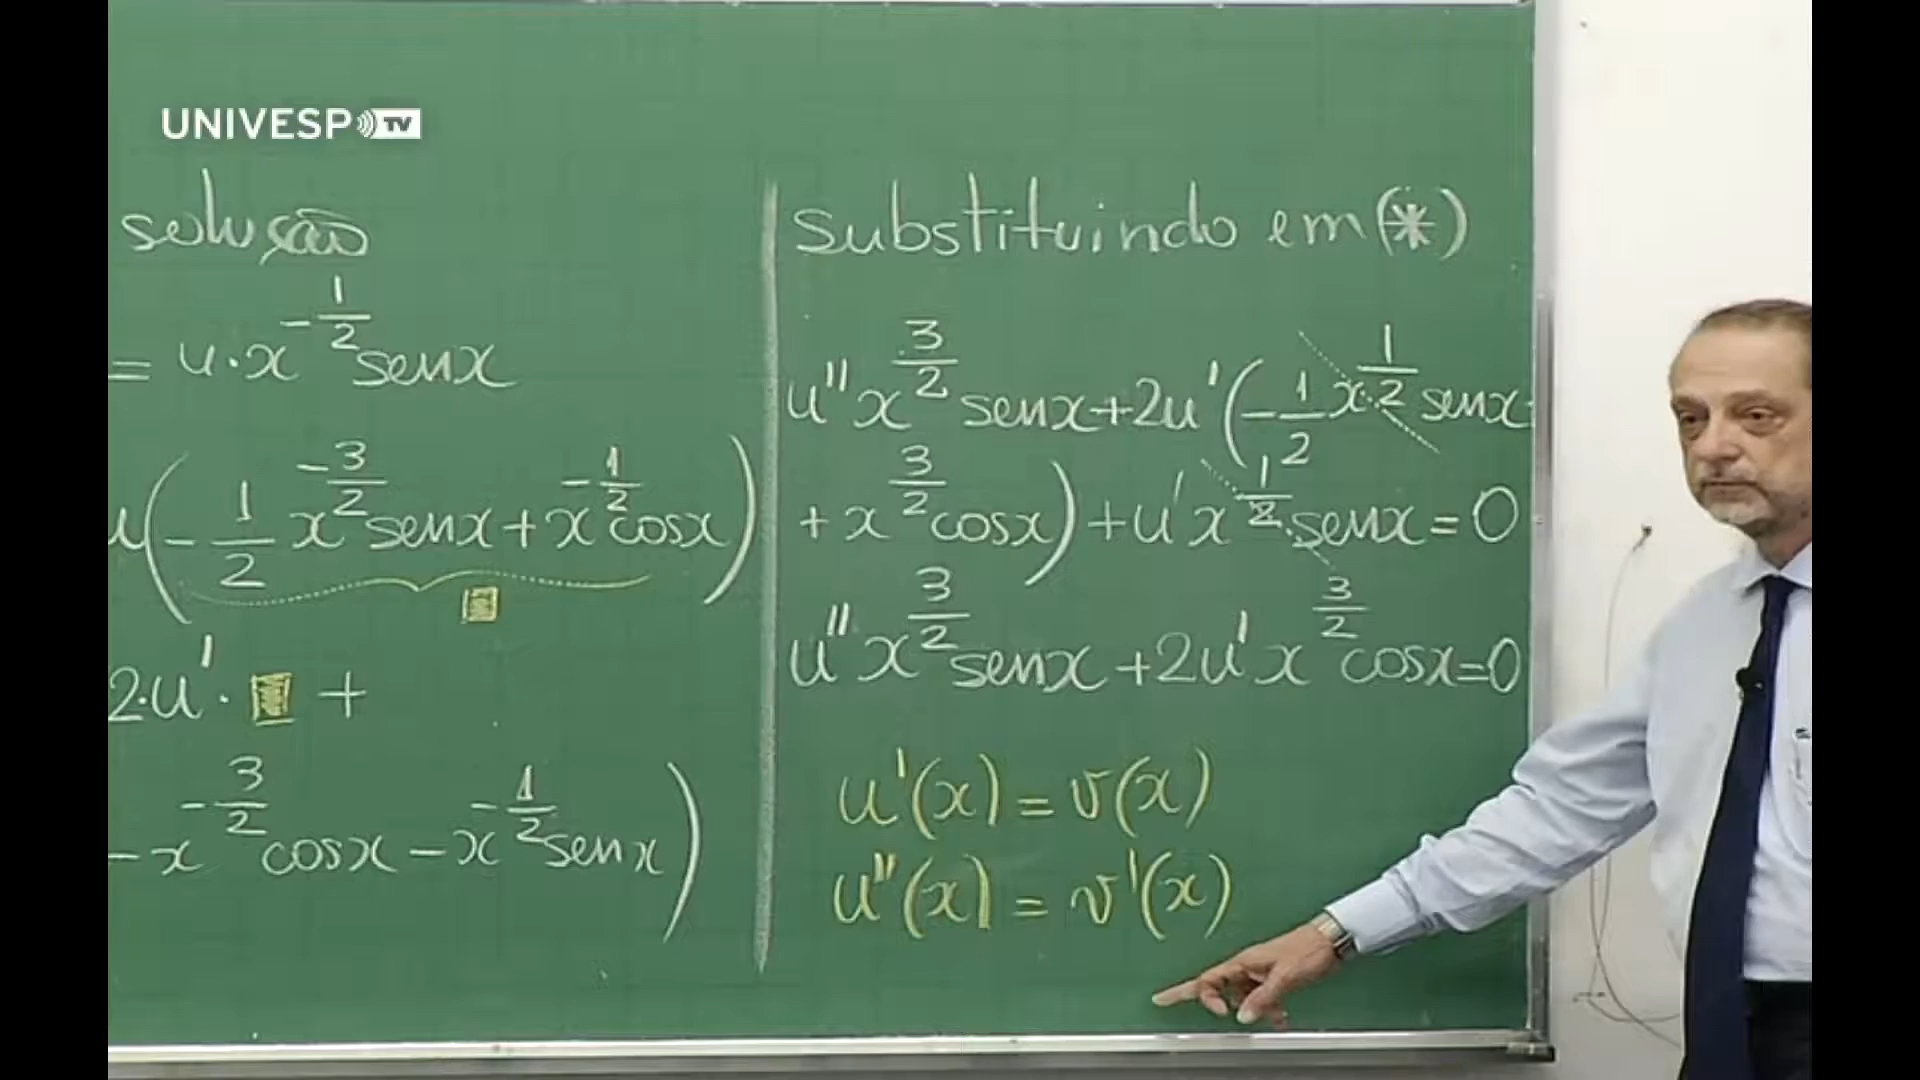 UNIVESP TV
solução
= u·x^{-1/2} senx
u(-1/2 x^{-3/2} senx + x^{-1/2} cosx)
2·u'· +
- x^{-3/2} cosx - x^{-1/2} senx)
substituindo em (*)
u'' x^{3/2} senx + 2u' (-1/2 x^{1/2} senx +
+ x^{3/2} cosx) + u' x^{1/2} senx = 0
u'' x^{3/2} senx + 2u' x^{3/2} cosx = 0
u'(x) = v(x)
u''(x) = v'(x)